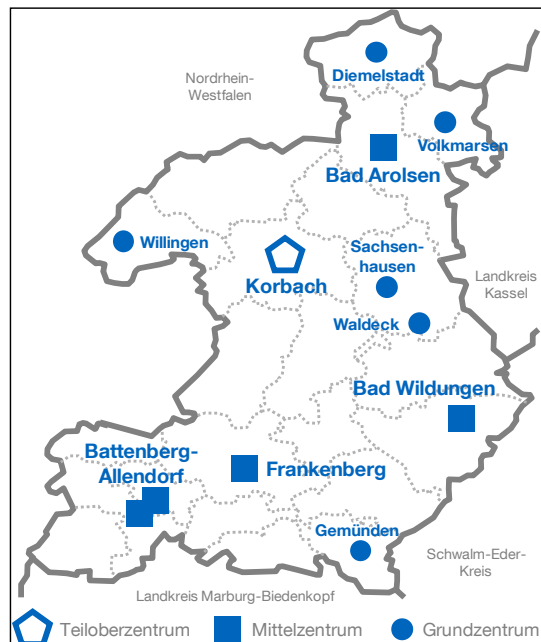 Diemelstadt
Nordrhein-
Westfalen
Volkmarsen
Bad Arolsen
Willingen
Sachsen-
hausen
Korbach
Landkreis
Kassel
Waldeck
Bad Wildungen
Battenberg-
Allendorf
Frankenberg
Gemünden
Schwalm-Eder-
Kreis
Landkreis Marburg-Biedenkopf
Teiloberzentrum
Mittelzentrum
Grundzentrum